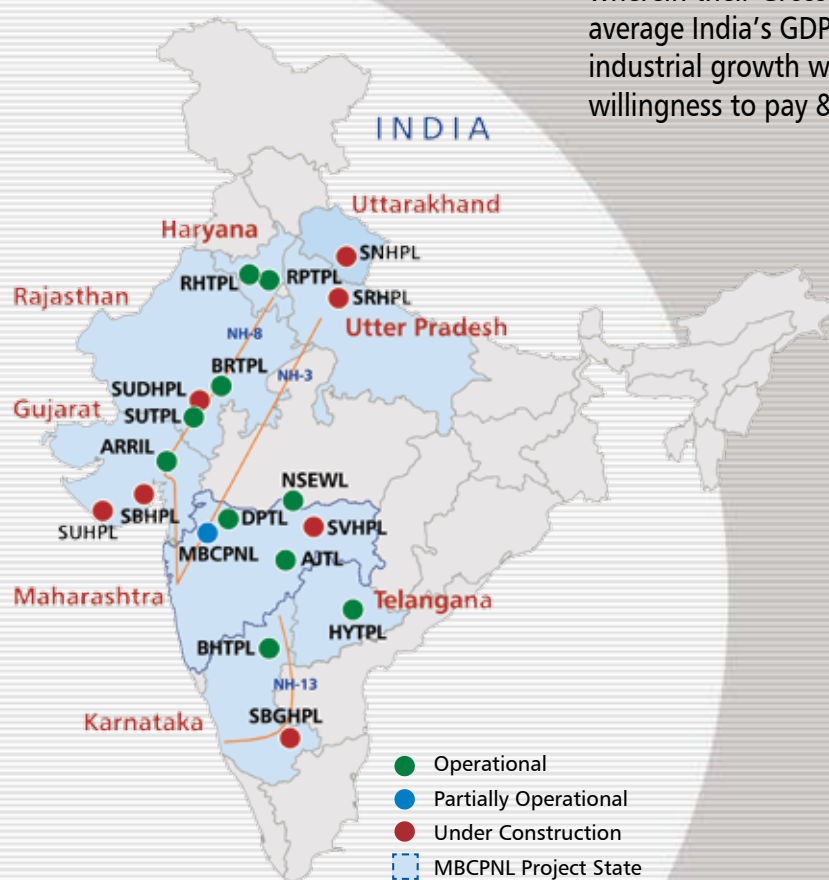 average India's GDP
industrial growth w
willingness to pay &
INDIA
Uttarakhand
Haryana
SNHPL
RHTPL
RPTPL
Rajasthan
SRHPL
Utter Pradesh
NH-8
BRTPL
NH-3
SUDHPL
Gujarat
SUTPL
ARRIL
NSEWL
SBHPL
DPTL
SVHPL
SUHPL
MBCPNL
AJTL
Maharashtra
Telangana
HYTPL
BHTPL
NH-13
SBGHPL
Karnataka
Operational
Partially Operational
Under Construction
MBCPNL Project State